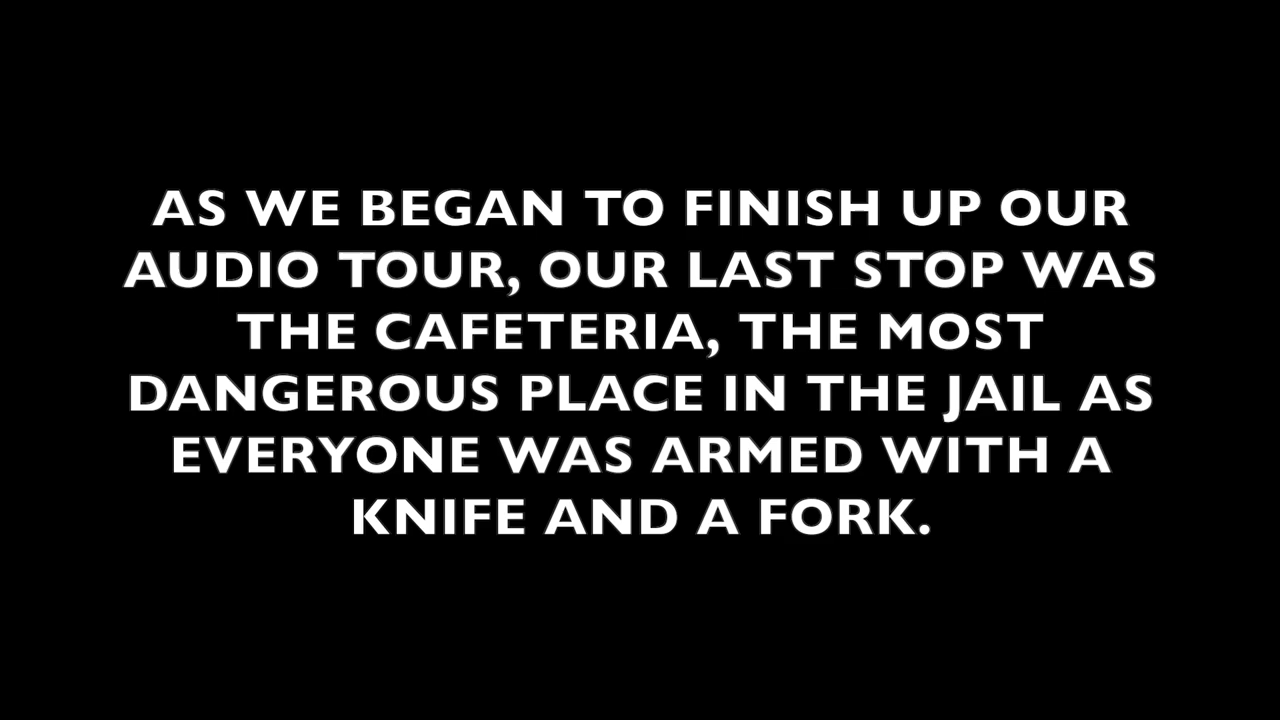 AS WE BEGAN TO FINISH UP OUR
AUDIO TOUR, OUR LAST STOP WAS
THE CAFETERIA, THE MOST
DANGEROUS PLACE IN THE JAIL AS
EVERYONE WAS ARMED WITH A
KNIFE AND A FORK.